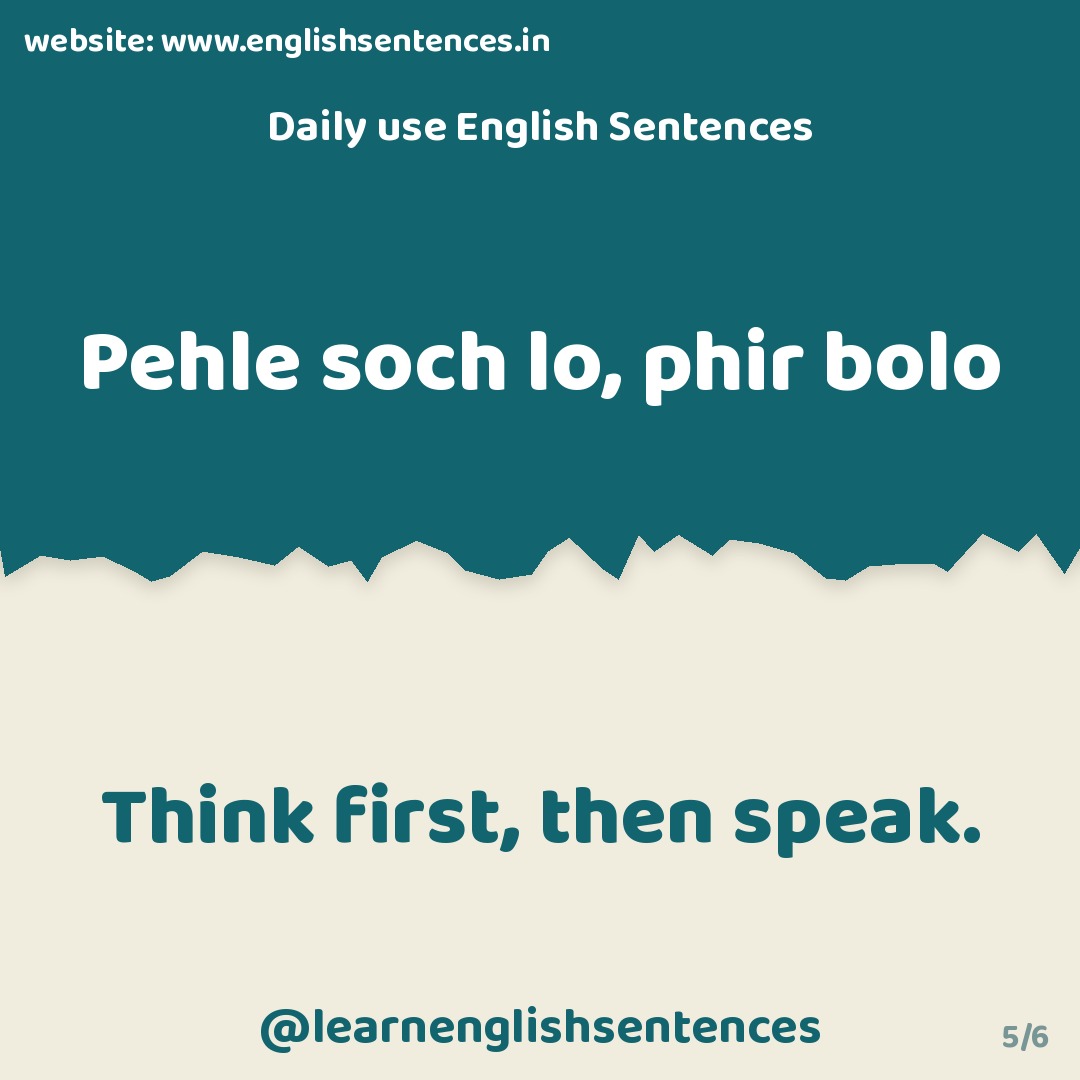 website: www.englishsentences.in
Daily use English Sentences
Pehle soch lo, phir bolo
Think first, then speak.
@learnenglishsentences
5/6